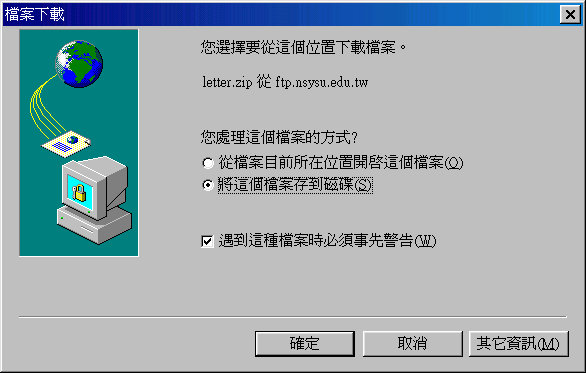 檔案下載
您選擇要從這個位置下載檔案。
letter.zip 從 ftp.nsysu.edu.tw
您處理這個檔案的方式?
從檔案目前所在位置開啓這個檔案(O)
將這個檔案存到磁碟(S)
遇到這種檔案時必須事先警告(W)
確定
取消
其它資訊(M)